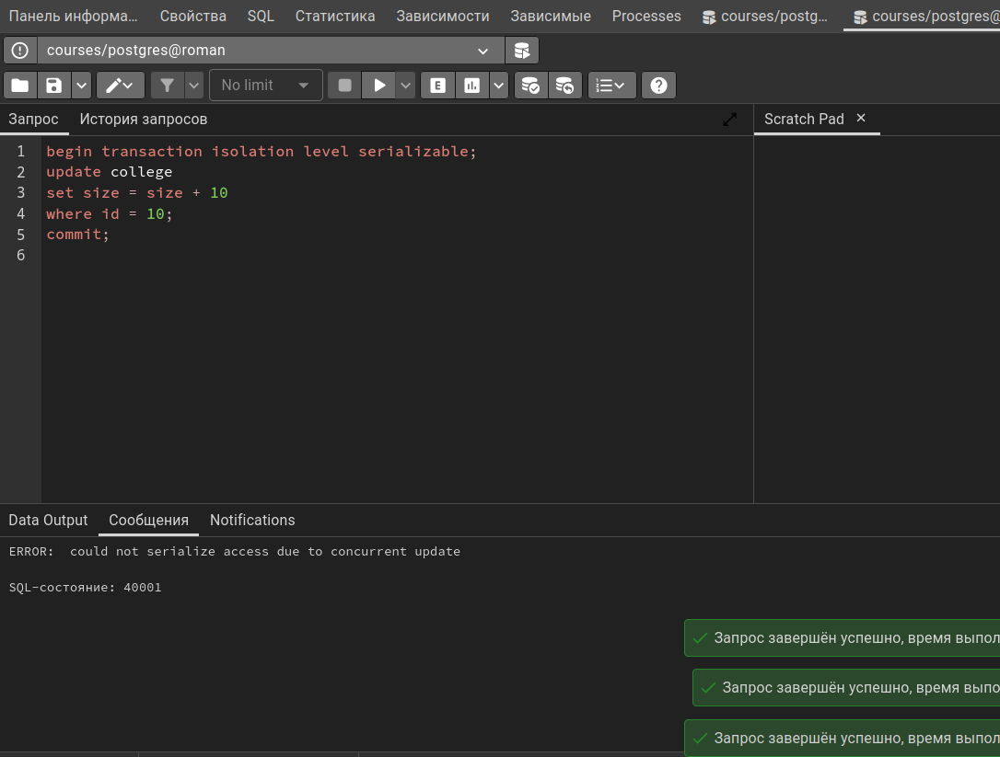 Панель информа... Свойства SQL Статистика Зависимости Зависимые Processes courses/postg... courses/postgres@
courses/postgres@roman
No limit
E
Запрос История запросов
Scratch Pad
1 begin transaction isolation level serializable;
2 update college
3 set size = size + 10
4 where id = 10;
5 commit;
6
Data Output Сообщения Notifications
ERROR:  could not serialize access due to concurrent update
SQL-состояние: 40001
Запрос завершён успешно, время выпол
Запрос завершён успешно, время выпо
Запрос завершён успешно, время выпол